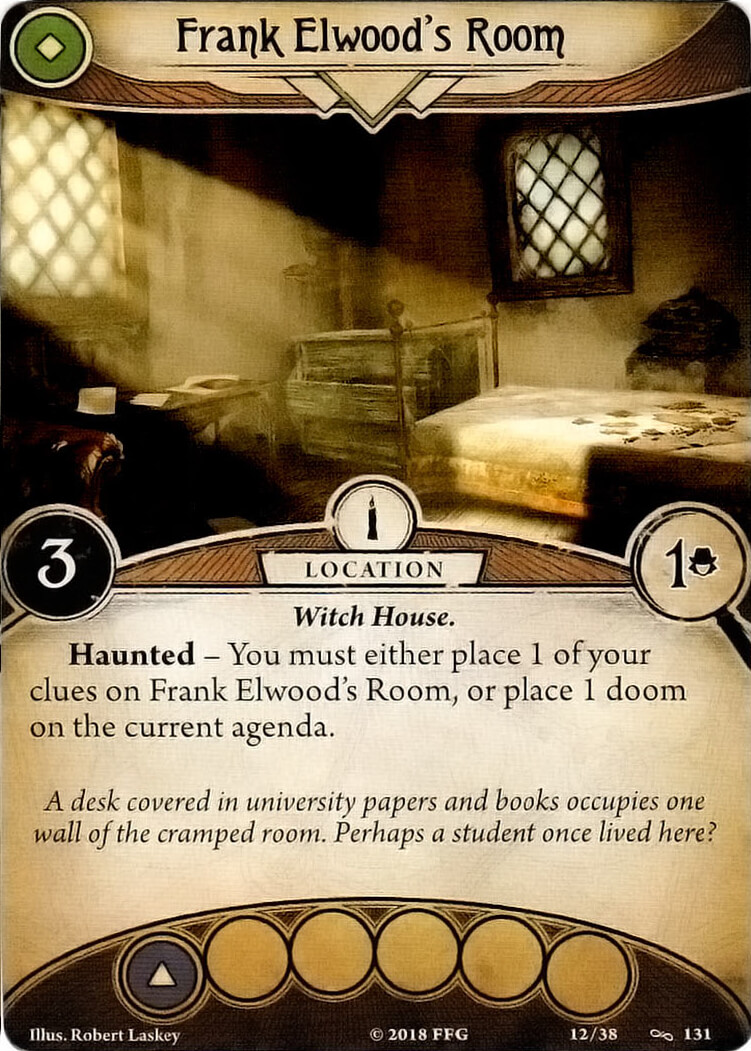 Frank Elwood's Room
3
LOCATION
1
Witch House.
Haunted – You must either place 1 of your
clues on Frank Elwood's Room, or place 1 doom
on the current agenda.
A desk covered in university papers and books occupies one
wall of the cramped room. Perhaps a student once lived here?
Illus. Robert Laskey © 2018 FFG 12/38 131